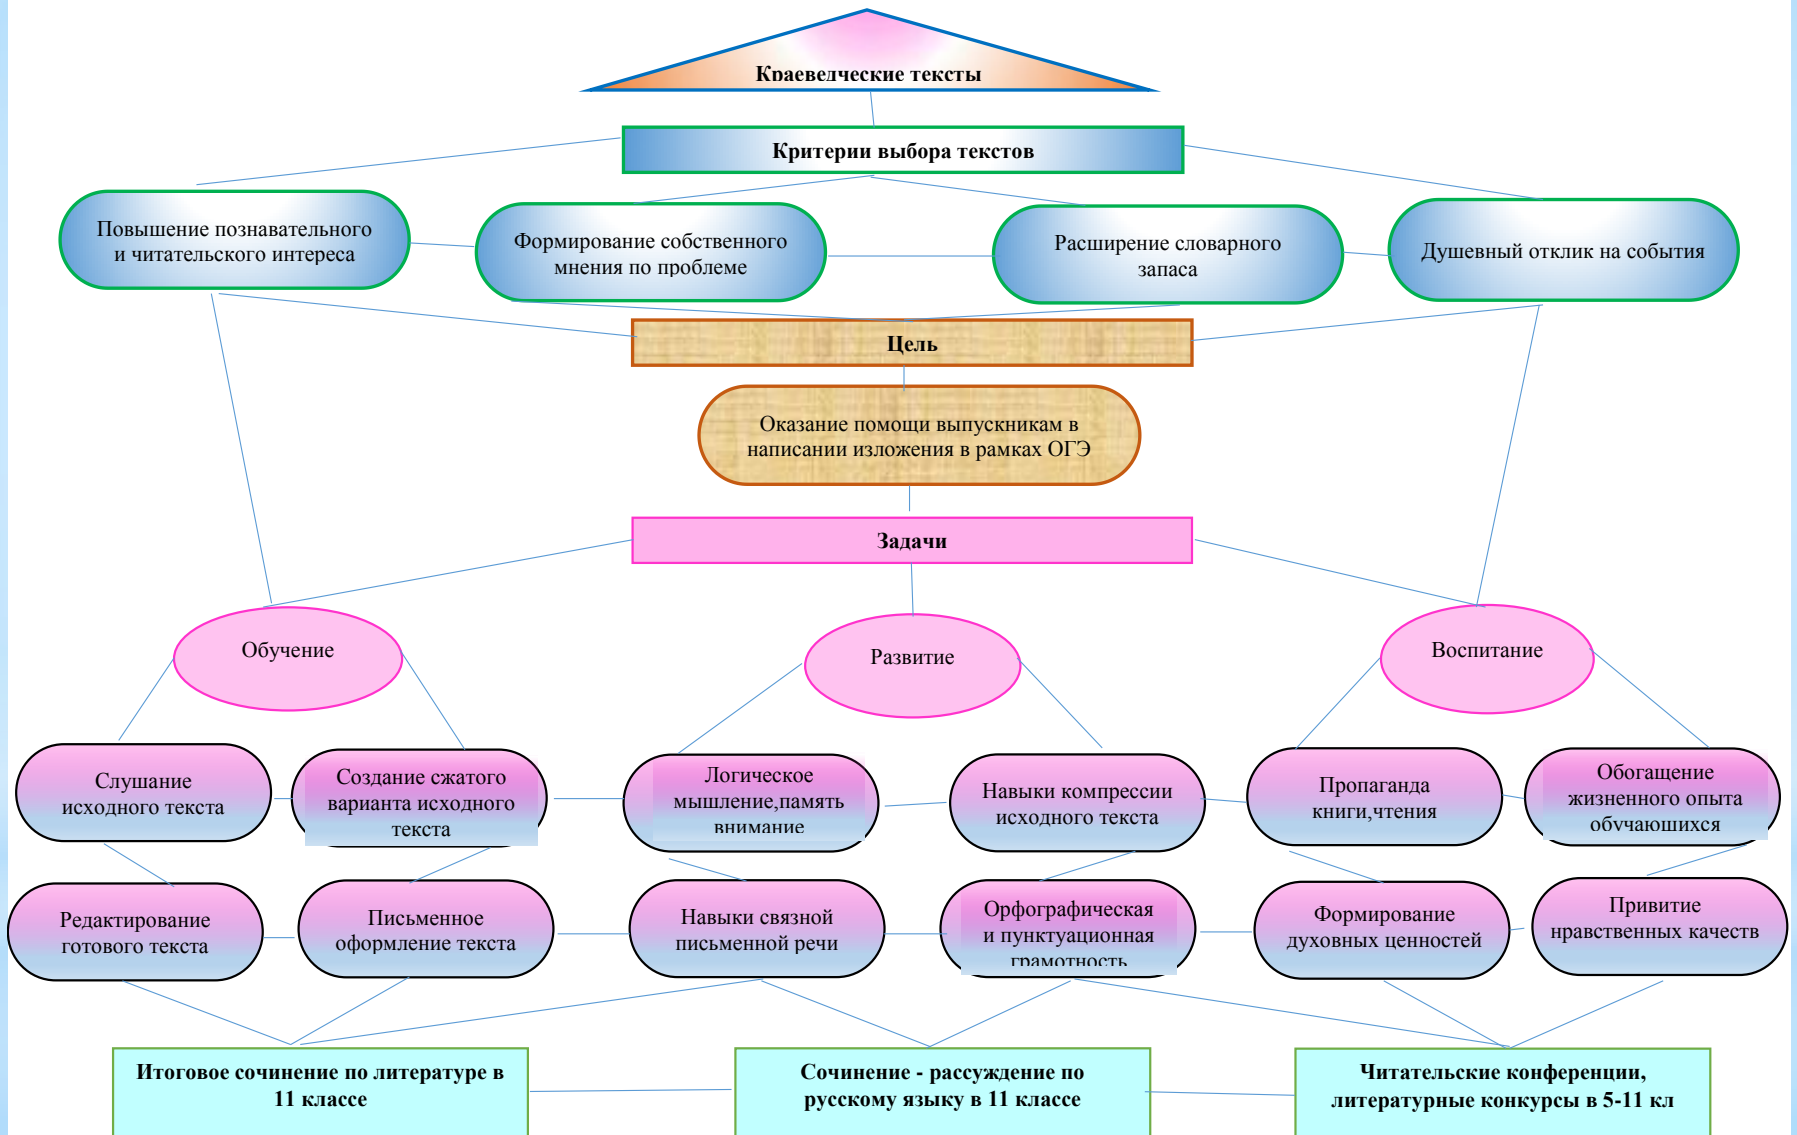 Краеведческие тексты
Критерии выбора текстов
Повышение познавательного
и читательского интереса
Формирование собственного
мнения по проблеме
Расширение словарного
запаса
Душевный отклик на события
Цель
Оказание помощи выпускникам в
написании изложения в рамках ОГЭ
Задачи
Обучение
Развитие
Воспитание
Слушание
исходного текста
Создание сжатого
варианта исходного
текста
Логическое
мышление,память
внимание
Навыки компрессии
исходного текста
Пропаганда
книги,чтения
Обогащение
жизненного опыта
обучающихся
Редактирование
готового текста
Письменное
оформление текста
Навыки связной
письменной речи
Орфографическая
и пунктуационная
грамотность
Формирование
духовных ценностей
Привитие
нравственных качеств
Итоговое сочинение по литературе в
11 классе
Сочинение - рассуждение по
русскому языку в 11 классе
Читательские конференции,
литературные конкурсы в 5-11 кл